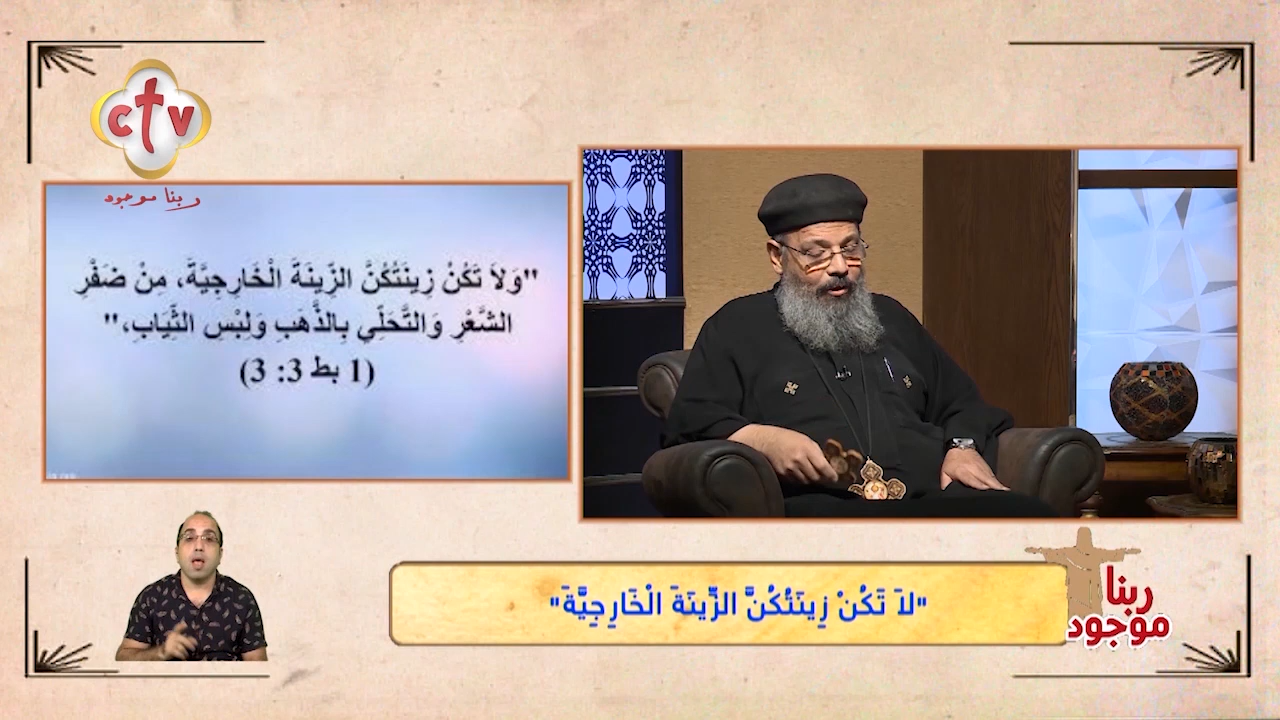 ctv
ربنا موجود
"وَلاَ تَكُنْ زِينَتُكُنَّ الزِّينَةَ الْخَارِجِيَّةَ، مِنْ ضَفْرِ
الشَّعْرِ وَالتَّحَلِّي بِالذَّهَبِ وَلِبْسِ الثِّيَابِ،"
(1 بط 3: 3)
"لاَ تَكُنْ زِينَتُكُنَّ الزِّينَةَ الْخَارِجِيَّةَ"
ربنا
موجود